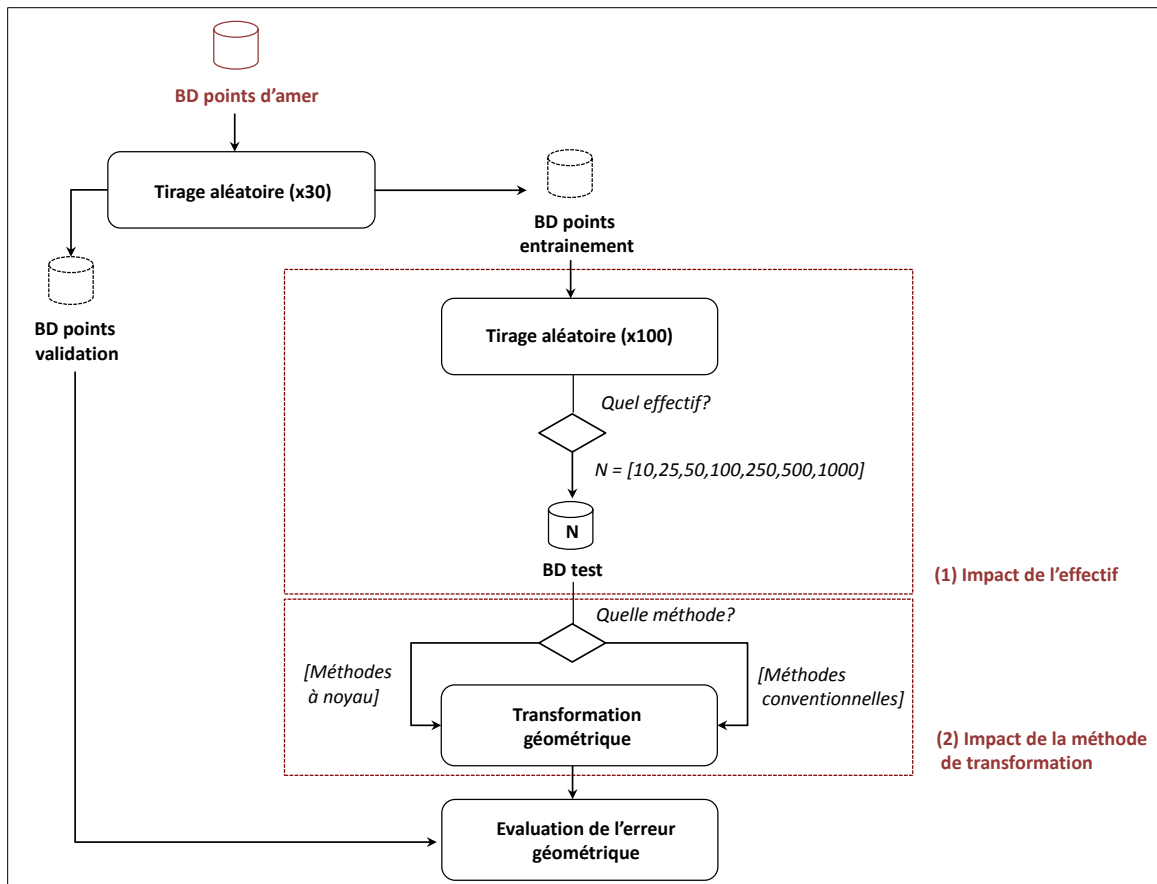 BD points d'amer
Tirage aléatoire (x30)
BD points
entrainement
BD points
validation
Tirage aléatoire (x100)
Quel effectif?
N = [10,25,50,100,250,500,1000]
N
BD test
(1) Impact de l'effectif
Quelle méthode?
[Méthodes
à noyau]
[Méthodes
conventionnelles]
Transformation
géométrique
(2) Impact de la méthode
de transformation
Evaluation de l'erreur
géométrique